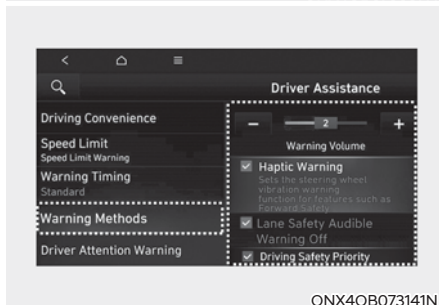 Driver Assistance
Driving Convenience
Speed Limit
Speed Limit Warning
Warning Timing
Standard
Warning Methods
Driver Attention Warning
2
Warning Volume
Haptic Warning
Sets the steering wheel
vibration warning
function for features such as
Forward Safety
Lane Safety Audible
Warning Off
Driving Safety Priority
ONX4OB073141N